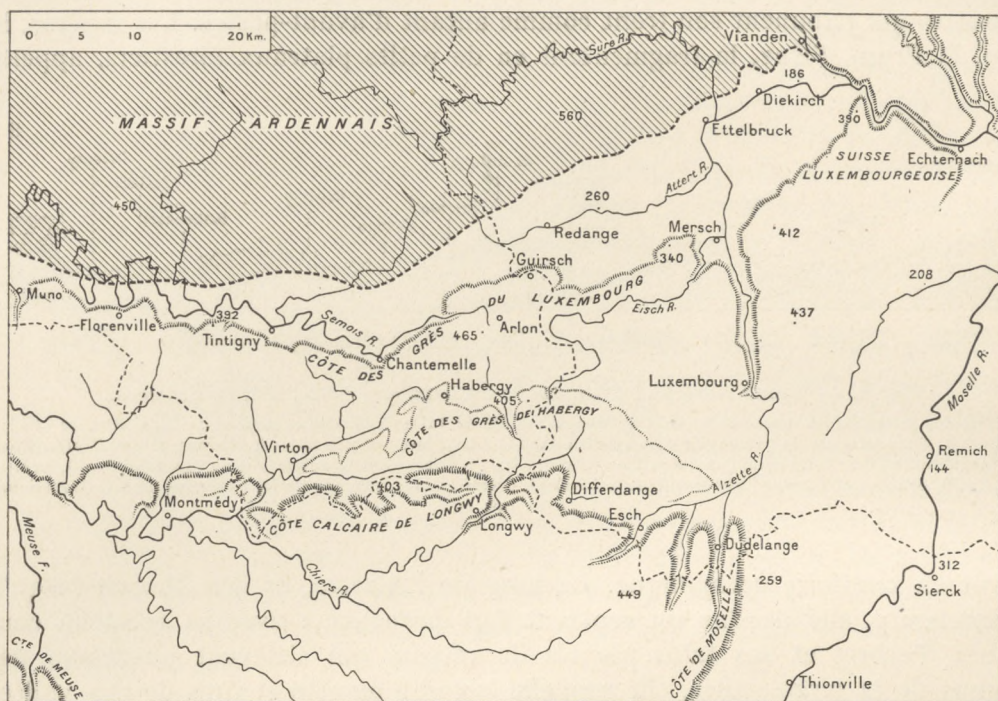 0 5 10 20 Km.
Vianden
Sure R.
186
Diekirch
MASSIF ARDENNAIS
560
Ettelbruck
390
SUISSE
LUXEMBOURGEOISE
Echternach
Attert R.
450
260
Redange
Mersch
412
Guirsch
340
208
Muno
DU
LUXEMBOURG
Eisch R.
Florenville
392
Semois R.
GRÈS
465
Arlon
437
Tintigny
CÔTE DES
Chantemelle
Moselle R.
Habergy
Luxembourg
405
CÔTE DES GRÈS DE HABERGY
Virton
Remich
144
Alzette R.
403
Montmédy
CÔTE CALCAIRE DE LONGWY
Longwy
Differdange
Esch
Meuse F.
Dudelange
Chiers R.
312
259
Sierck
449
CÔTE DE MOSELLE
CTE
DE MEUSE
Thionville